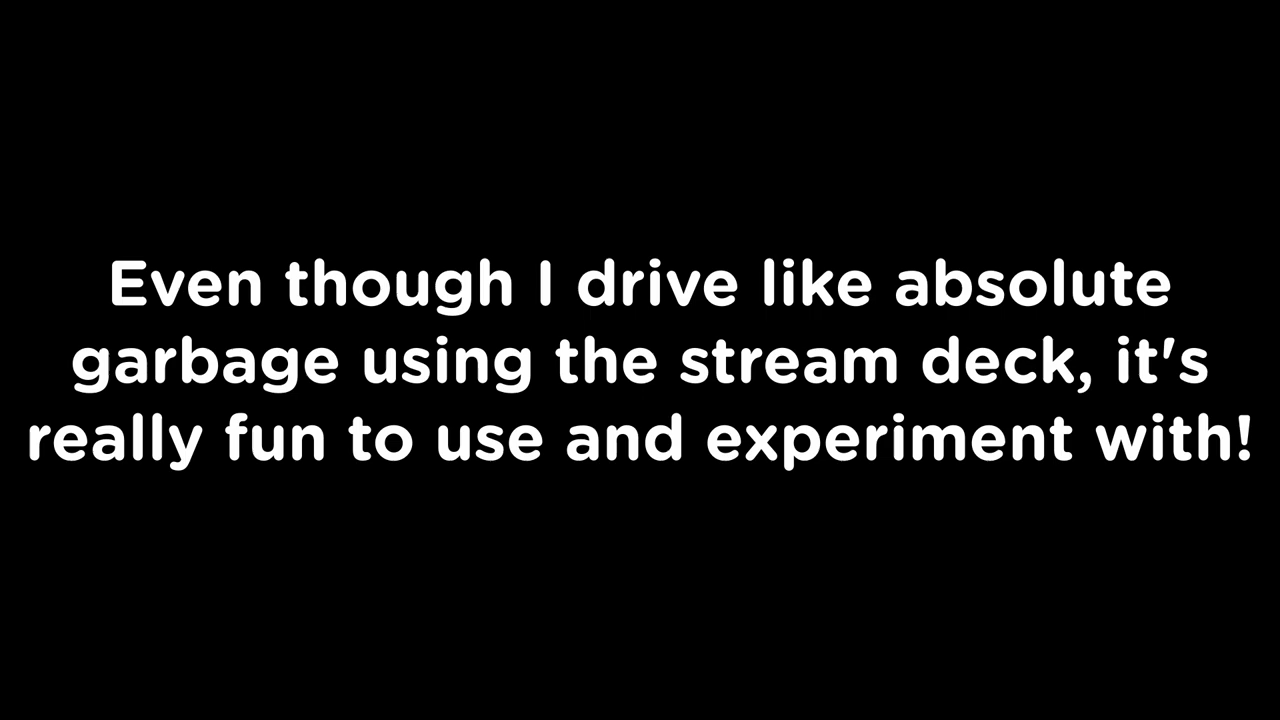 Even though I drive like absolute
garbage using the stream deck, it's
really fun to use and experiment with!